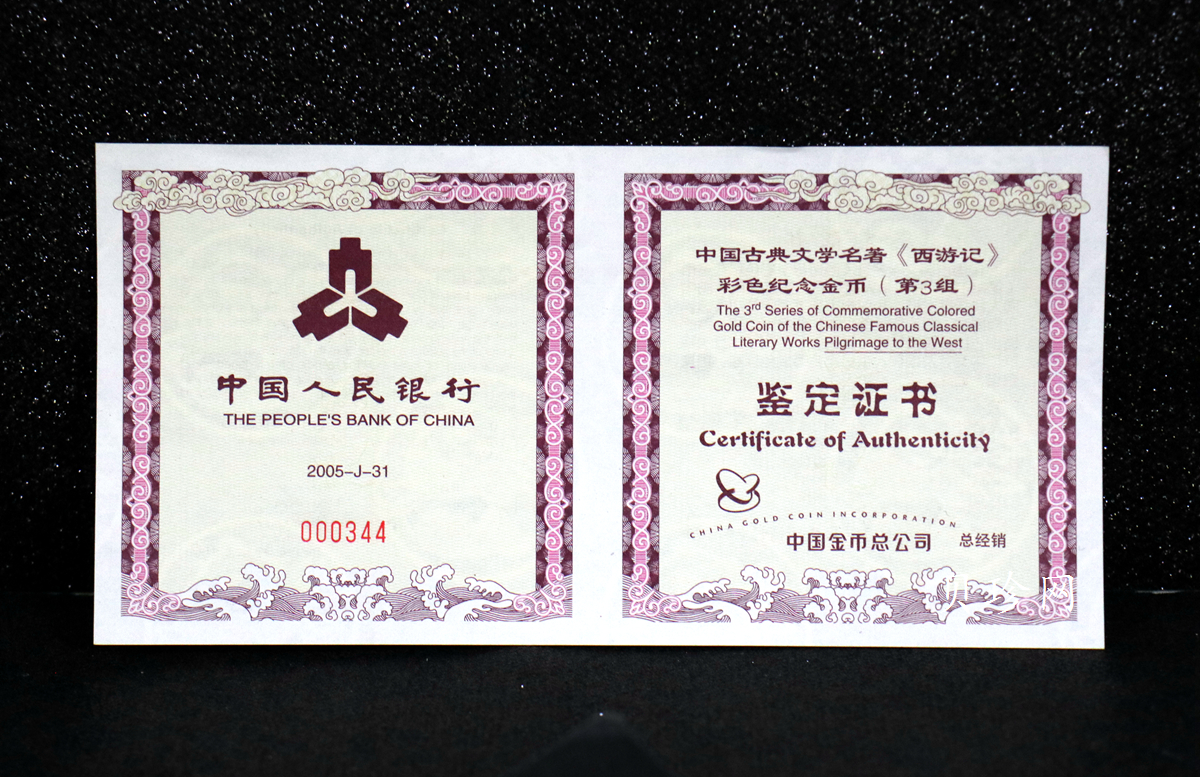 中国人民银行
THE PEOPLE'S BANK OF CHINA
2005-J-31
000344
中国古典文学名著《西游记》
彩色纪念金币（第3组）
The 3rd Series of Commemorative Colored
Gold Coin of the Chinese Famous Classical
Literary Works Pilgrimage to the West
鉴定证书
Certificate of Authenticity
CHINA GOLD COIN INCORPORATION
中国金币总公司 总经销
网